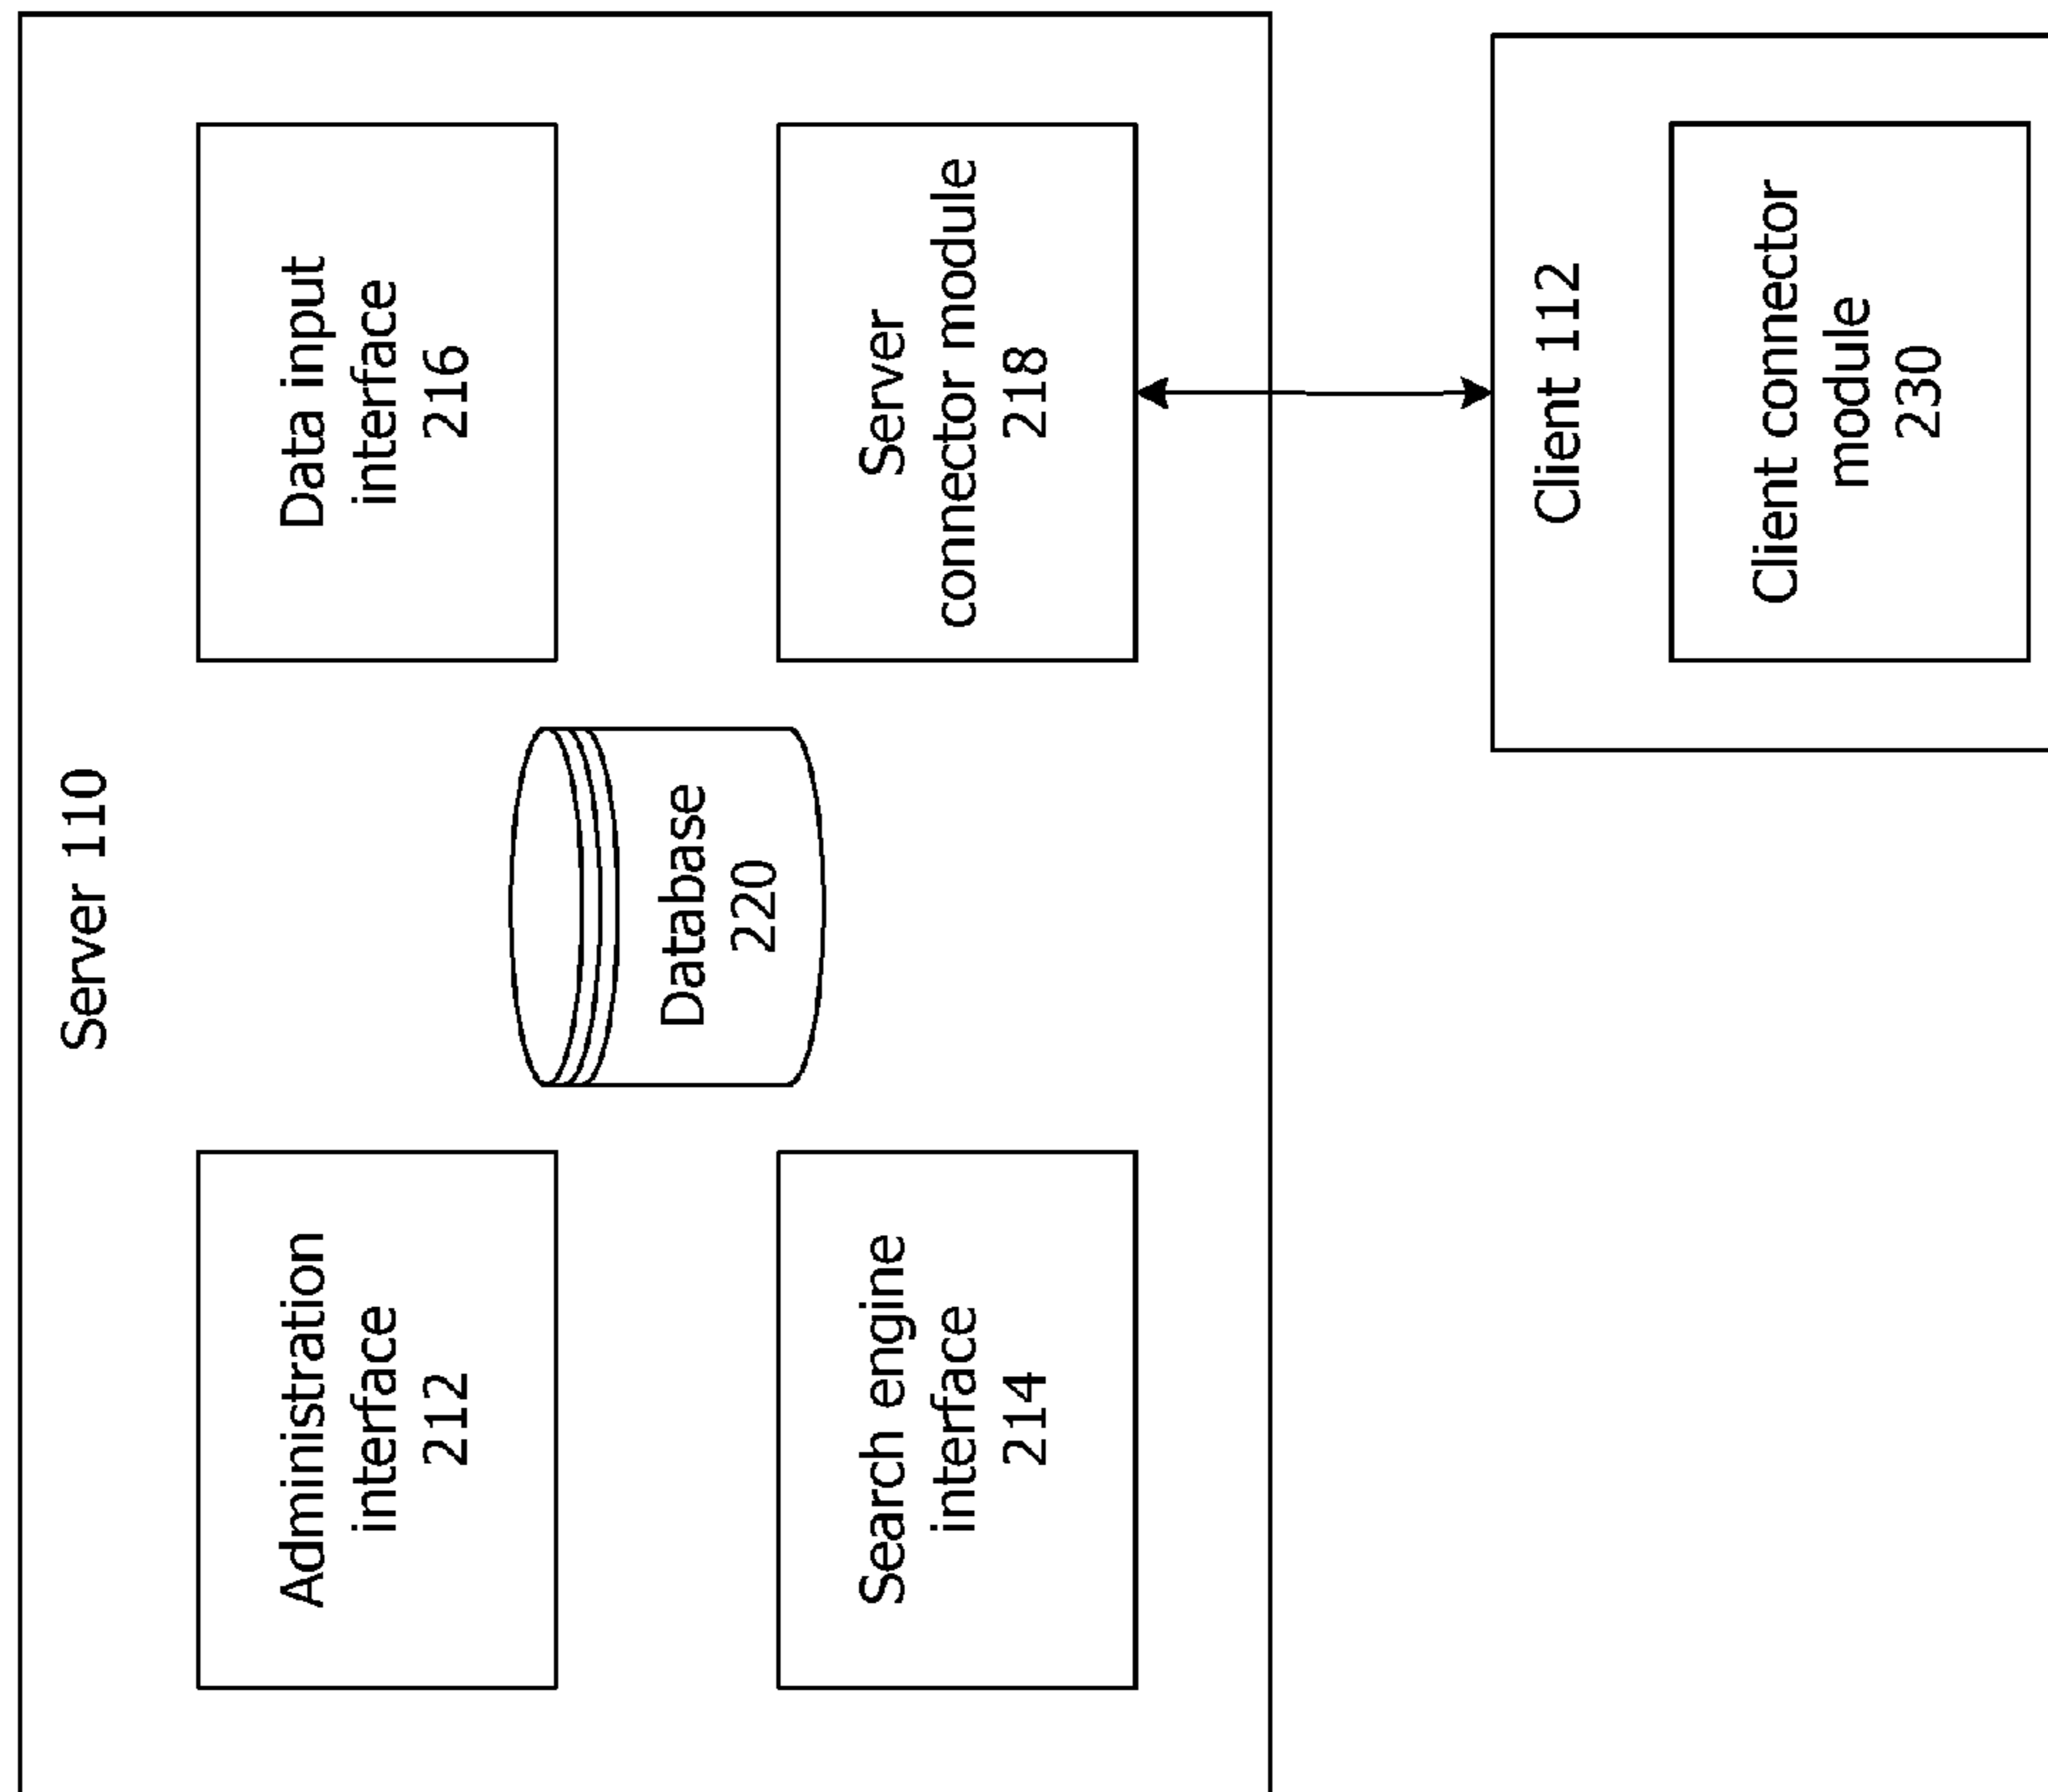 Server 110
Administration
interface
212
Data input
interface
216
Database
220
Search engine
interface
214
Server
connector module
218
Client 112
Client connector
module
230